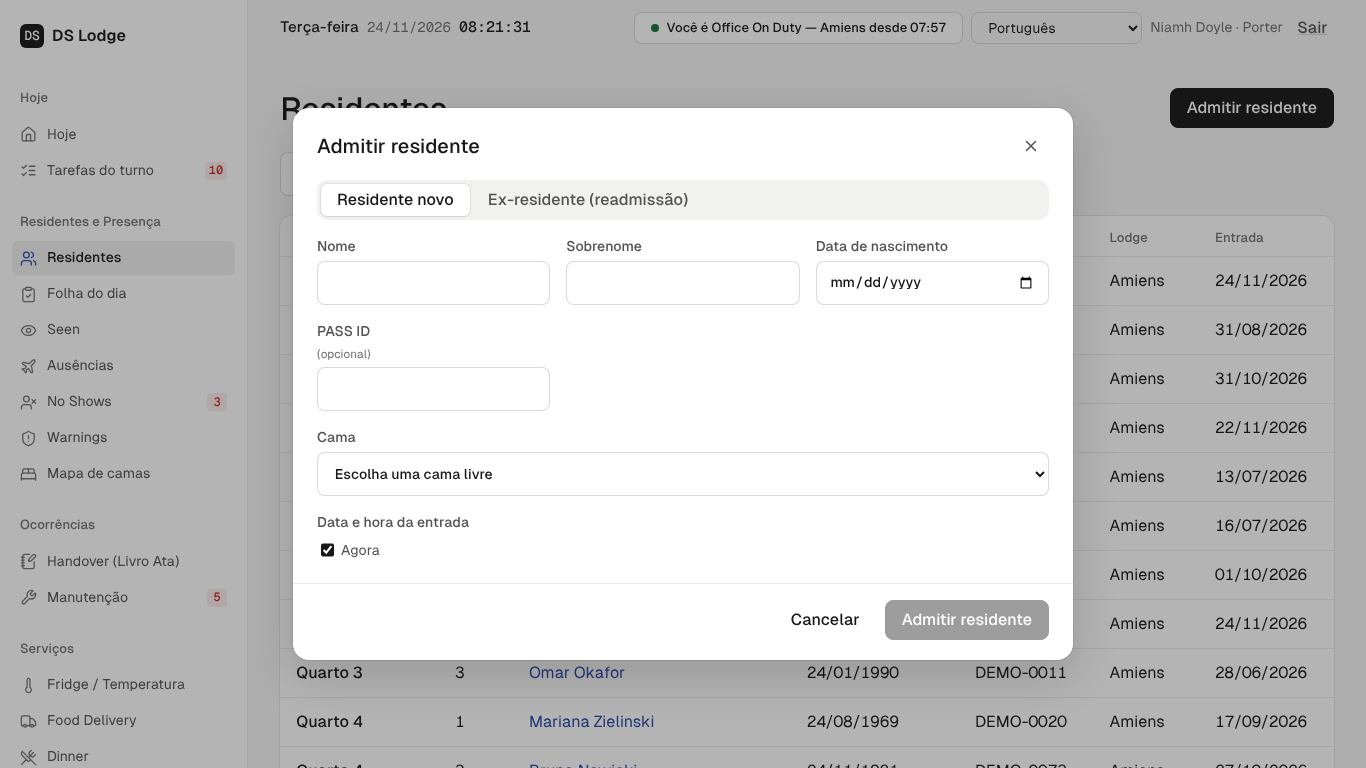 DS DS Lodge
Terça-feira 24/11/2026 08:21:31
Você é Office On Duty — Amiens desde 07:57
Português
Niamh Doyle · Porter
Sair
Hoje
Hoje
Tarefas do turno 10
Residentes e Presença
Residentes
Folha do dia
Seen
Ausências
No Shows 3
Warnings
Mapa de camas
Ocorrências
Handover (Livro Ata)
Manutenção 5
Serviços
Fridge / Temperatura
Food Delivery
Dinner
Residentes
Admitir residente
Admitir residente
Residente novo
Ex-residente (readmissão)
Nome
Sobrenome
Data de nascimento
mm/dd/yyyy
PASS ID
(opcional)
Cama
Escolha uma cama livre
Data e hora da entrada
Agora
Cancelar
Admitir residente
Lodge Entrada
Amiens 24/11/2026
Amiens 31/08/2026
Amiens 31/10/2026
Amiens 22/11/2026
Amiens 13/07/2026
Amiens 16/07/2026
Amiens 01/10/2026
Amiens 24/11/2026
Quarto 3 3 Omar Okafor 24/01/1990 DEMO-0011 Amiens 28/06/2026
Quarto 4 1 Mariana Zielinski 24/08/1969 DEMO-0020 Amiens 17/09/2026